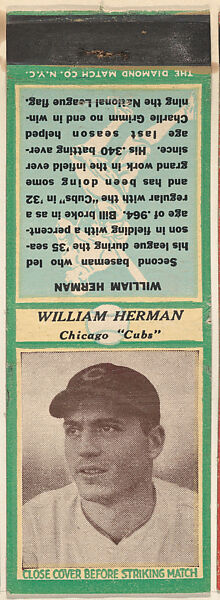 THE DIAMOND MATCH CO. N.Y.C.
WILLIAM HERMAN
Second baseman who led
his league during the '35 sea-
son in fielding with a percent-
age of .964. Bill broke in as a
regular with the "Cubs" in '32
and has been doing some
grand work in the infield ever
since. His .340 batting aver-
age last season helped
Charlie Grimm no end in win-
ning the National League flag.
WILLIAM HERMAN
Chicago "Cubs"
C
CLOSE COVER BEFORE STRIKING MATCH